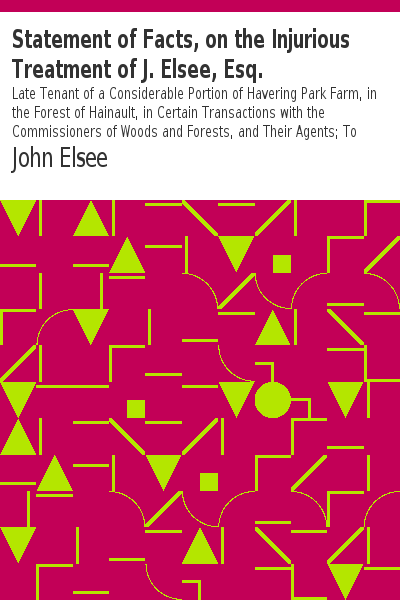 Statement of Facts, on the Injurious
Treatment of J. Elsee, Esq.
Late Tenant of a Considerable Portion of Havering Park Farm, in
the Forest of Hainault, in Certain Transactions with the
Commissioners of Woods and Forests, and Their Agents; To
John Elsee